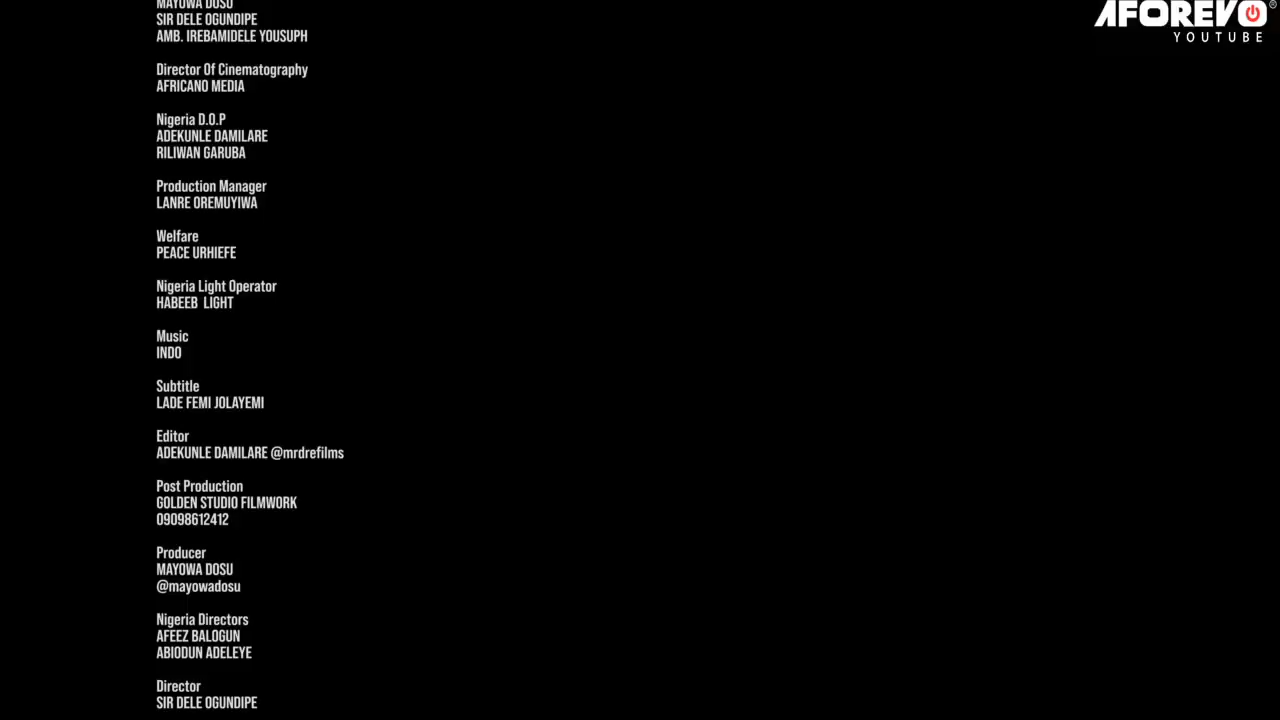 MAYOWA DOSU
SIR DELE OGUNDIPE
AMB. IREBAMIDELE YOUSUPH
Director Of Cinematography
AFRICANO MEDIA
Nigeria D.O.P
ADEKUNLE DAMILARE
RILIWAN GARUBA
Production Manager
LANRE OREMUYIWA
Welfare
PEACE URHIEFE
Nigeria Light Operator
HABEEB  LIGHT
Music
INDO
Subtitle
LADE FEMI JOLAYEMI
Editor
ADEKUNLE DAMILARE @mrdrefilms
Post Production
GOLDEN STUDIO FILMWORK
09098612412
Producer
MAYOWA DOSU
@mayowadosu
Nigeria Directors
AFEEZ BALOGUN
ABIODUN ADELEYE
Director
SIR DELE OGUNDIPE
AFOREVO®
YOUTUBE